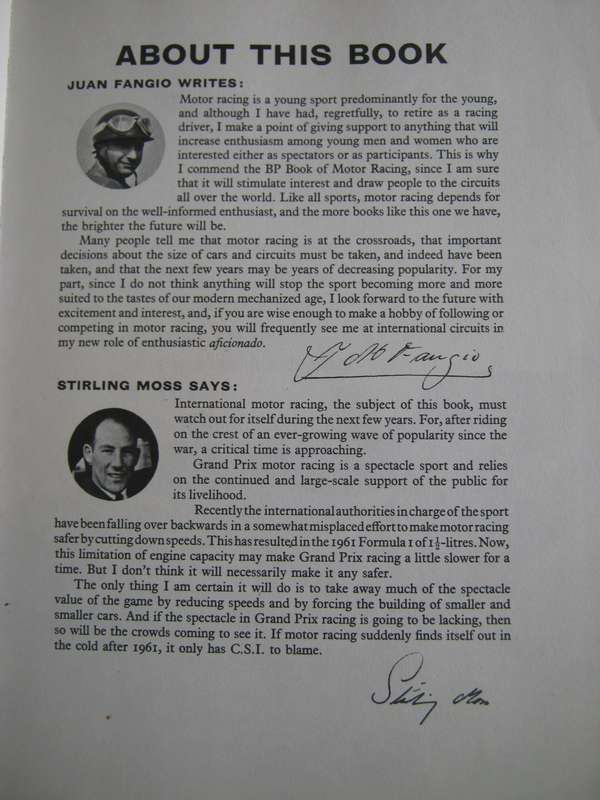 ABOUT THIS BOOK
JUAN FANGIO WRITES:
Motor racing is a young sport predominantly for the young,
and although I have had, regretfully, to retire as a racing
driver, I make a point of giving support to anything that will
increase enthusiasm among young men and women who are
interested either as spectators or as participants. This is why
I commend the BP Book of Motor Racing, since I am sure
that it will stimulate interest and draw people to the circuits
all over the world. Like all sports, motor racing depends for
survival on the well-informed enthusiast, and the more books like this one we have,
the brighter the future will be.
Many people tell me that motor racing is at the crossroads, that important
decisions about the size of cars and circuits must be taken, and indeed have been
taken, and that the next few years may be years of decreasing popularity. For my
part, since I do not think anything will stop the sport becoming more and more
suited to the tastes of our modern mechanized age, I look forward to the future with
excitement and interest, and, if you are wise enough to make a hobby of following or
competing in motor racing, you will frequently see me at international circuits in
my new role of enthusiastic aficionado.
Fangio
STIRLING MOSS SAYS:
International motor racing, the subject of this book, must
watch out for itself during the next few years. For, after riding
on the crest of an ever-growing wave of popularity since the
war, a critical time is approaching.
Grand Prix motor racing is a spectacle sport and relies
on the continued and large-scale support of the public for
its livelihood.
Recently the international authorities in charge of the sport
have been falling over backwards in a somewhat misplaced effort to make motor racing
safer by cutting down speeds. This has resulted in the 1961 Formula 1 of 1½-litres. Now,
this limitation of engine capacity may make Grand Prix racing a little slower for a
time. But I don't think it will necessarily make it any safer.
The only thing I am certain it will do is to take away much of the spectacle
value of the game by reducing speeds and by forcing the building of smaller and
smaller cars. And if the spectacle in Grand Prix racing is going to be lacking, then
so will be the crowds coming to see it. If motor racing suddenly finds itself out in
the cold after 1961, it only has C.S.I. to blame.
Stirling Moss